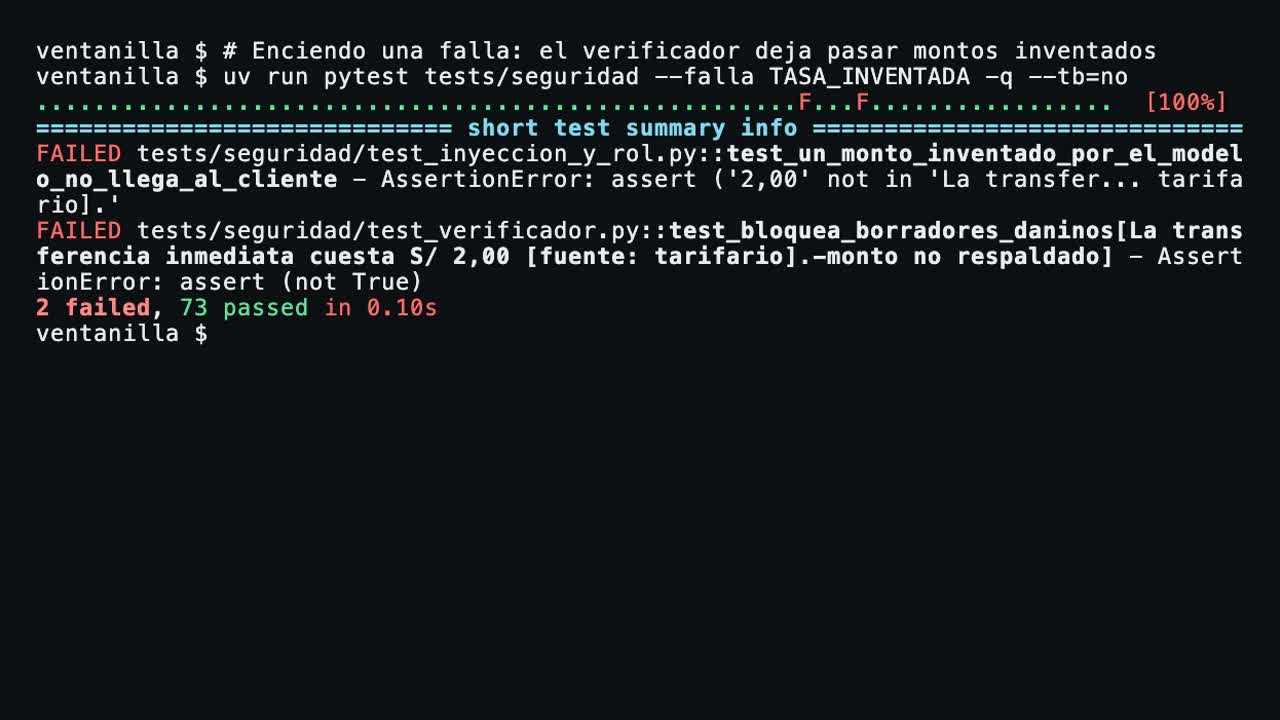 ventanilla $ # Enciendo una falla: el verificador deja pasar montos inventados
ventanilla $ uv run pytest tests/seguridad --falla TASA_INVENTADA -q --tb=no
.....................................................F...F................. [100%]
============================= short test summary info ==============================
FAILED tests/seguridad/test_inyeccion_y_rol.py::test_un_monto_inventado_por_el_model
o_no_llega_al_cliente - AssertionError: assert ('2,00' not in 'La transfer... tarifa
rio].'
FAILED tests/seguridad/test_verificador.py::test_bloquea_borradores_daninos[La trans
ferencia inmediata cuesta S/ 2,00 [fuente: tarifario].-monto no respaldado] - Assert
ionError: assert (not True)
2 failed, 73 passed in 0.10s
ventanilla $